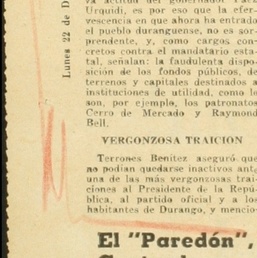 Lunes 22 de D
va actitud del gobernador Páez
Urquidi, es por eso que la efer-
vescencia en que ahora ha entrado
el pueblo duranguense, no es sor-
prendente, y, como cargos con-
cretos contra el mandatario esta-
tal, señalan: la faudulenta dispo-
sición de los fondos públicos, de
terrenos y capitales destinados a
instituciones de utilidad, como lo
son, por ejemplo, los patronatos
Cerro de Mercado y Raymond
Bell.
VERGONZOSA TRAICION
Terrones Benítez aseguró que
no podían quedarse inactivos ante
una de las más vergonzosas trai-
ciones al Presidente de la Repú-
blica, al partido oficial y a los
habitantes de Durango, y mencio-
El "Paredón",